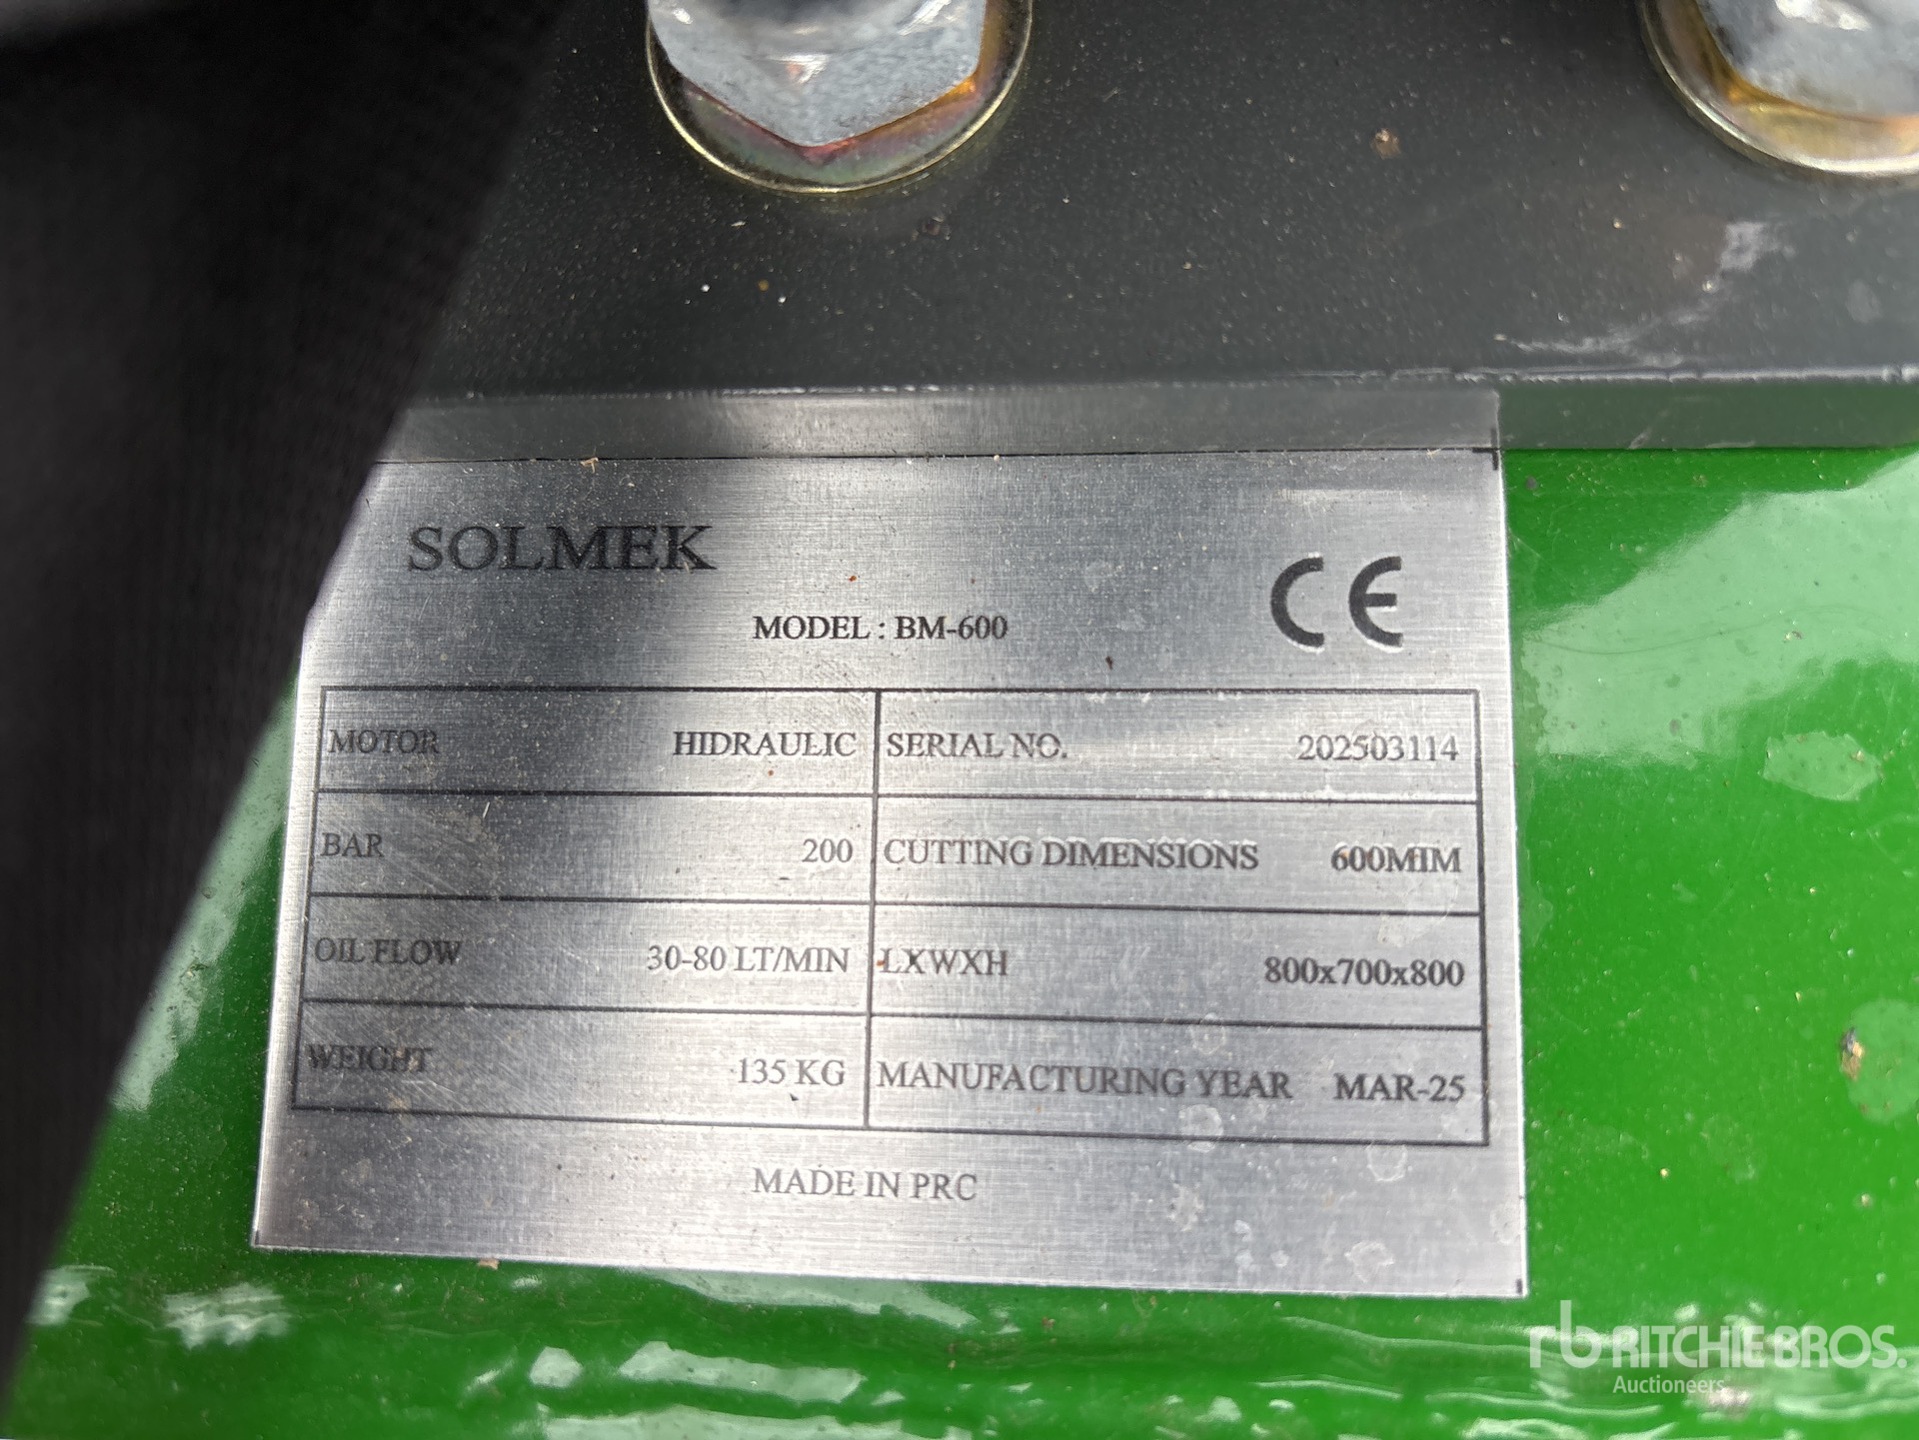 SOLMEK
CE
MODEL : BM-600
MOTOR HIDRAULIC SERIAL NO. 202503114
BAR 200 CUTTING DIMENSIONS 600MIM
OIL FLOW 30-80 LT/MIN LXWXH 800x700x800
WEIGHT 135 KG MANUFACTURING YEAR MAR-25
MADE IN PRC
rb RITCHIE BROS.
Auctioneers